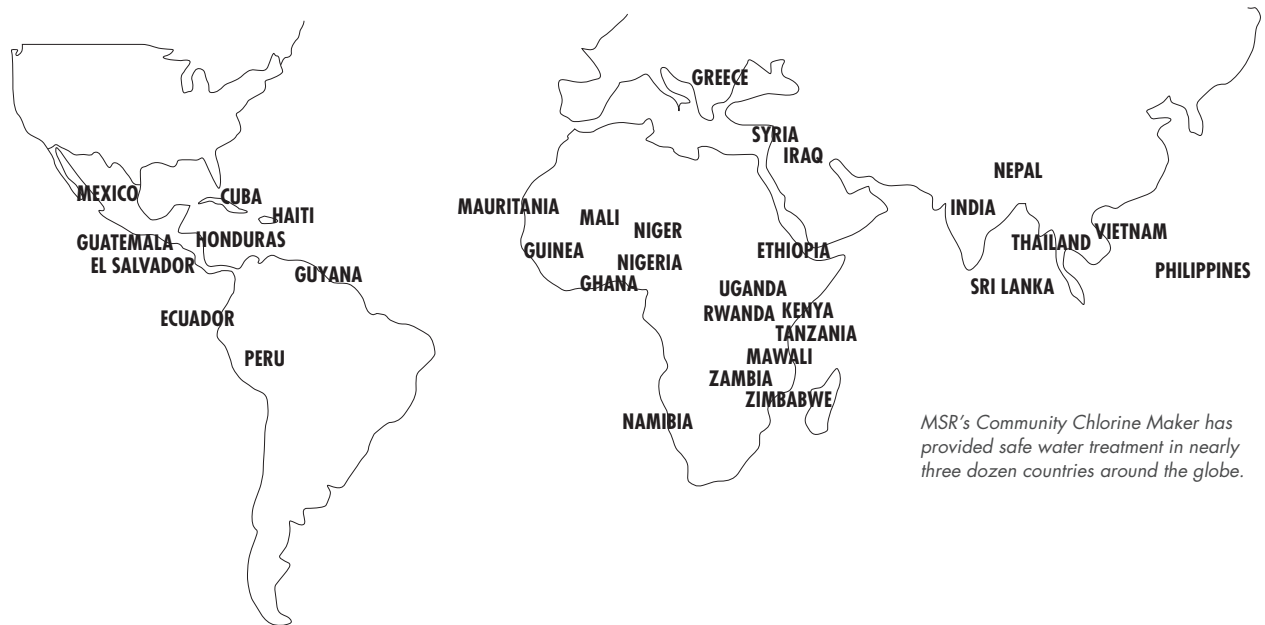 GREECE
SYRIA
IRAQ
NEPAL
MEXICO
CUBA
HAITI
MAURITANIA
MALI
NIGER
INDIA
GUATEMALA
HONDURAS
GUINEA
NIGERIA
ETHIOPIA
THAILAND
VIETNAM
EL SALVADOR
GUYANA
GHANA
UGANDA
SRI LANKA
PHILIPPINES
ECUADOR
RWANDA
KENYA
TANZANIA
PERU
MAWALI
ZAMBIA
ZIMBABWE
NAMIBIA
MSR's Community Chlorine Maker has
provided safe water treatment in nearly
three dozen countries around the globe.